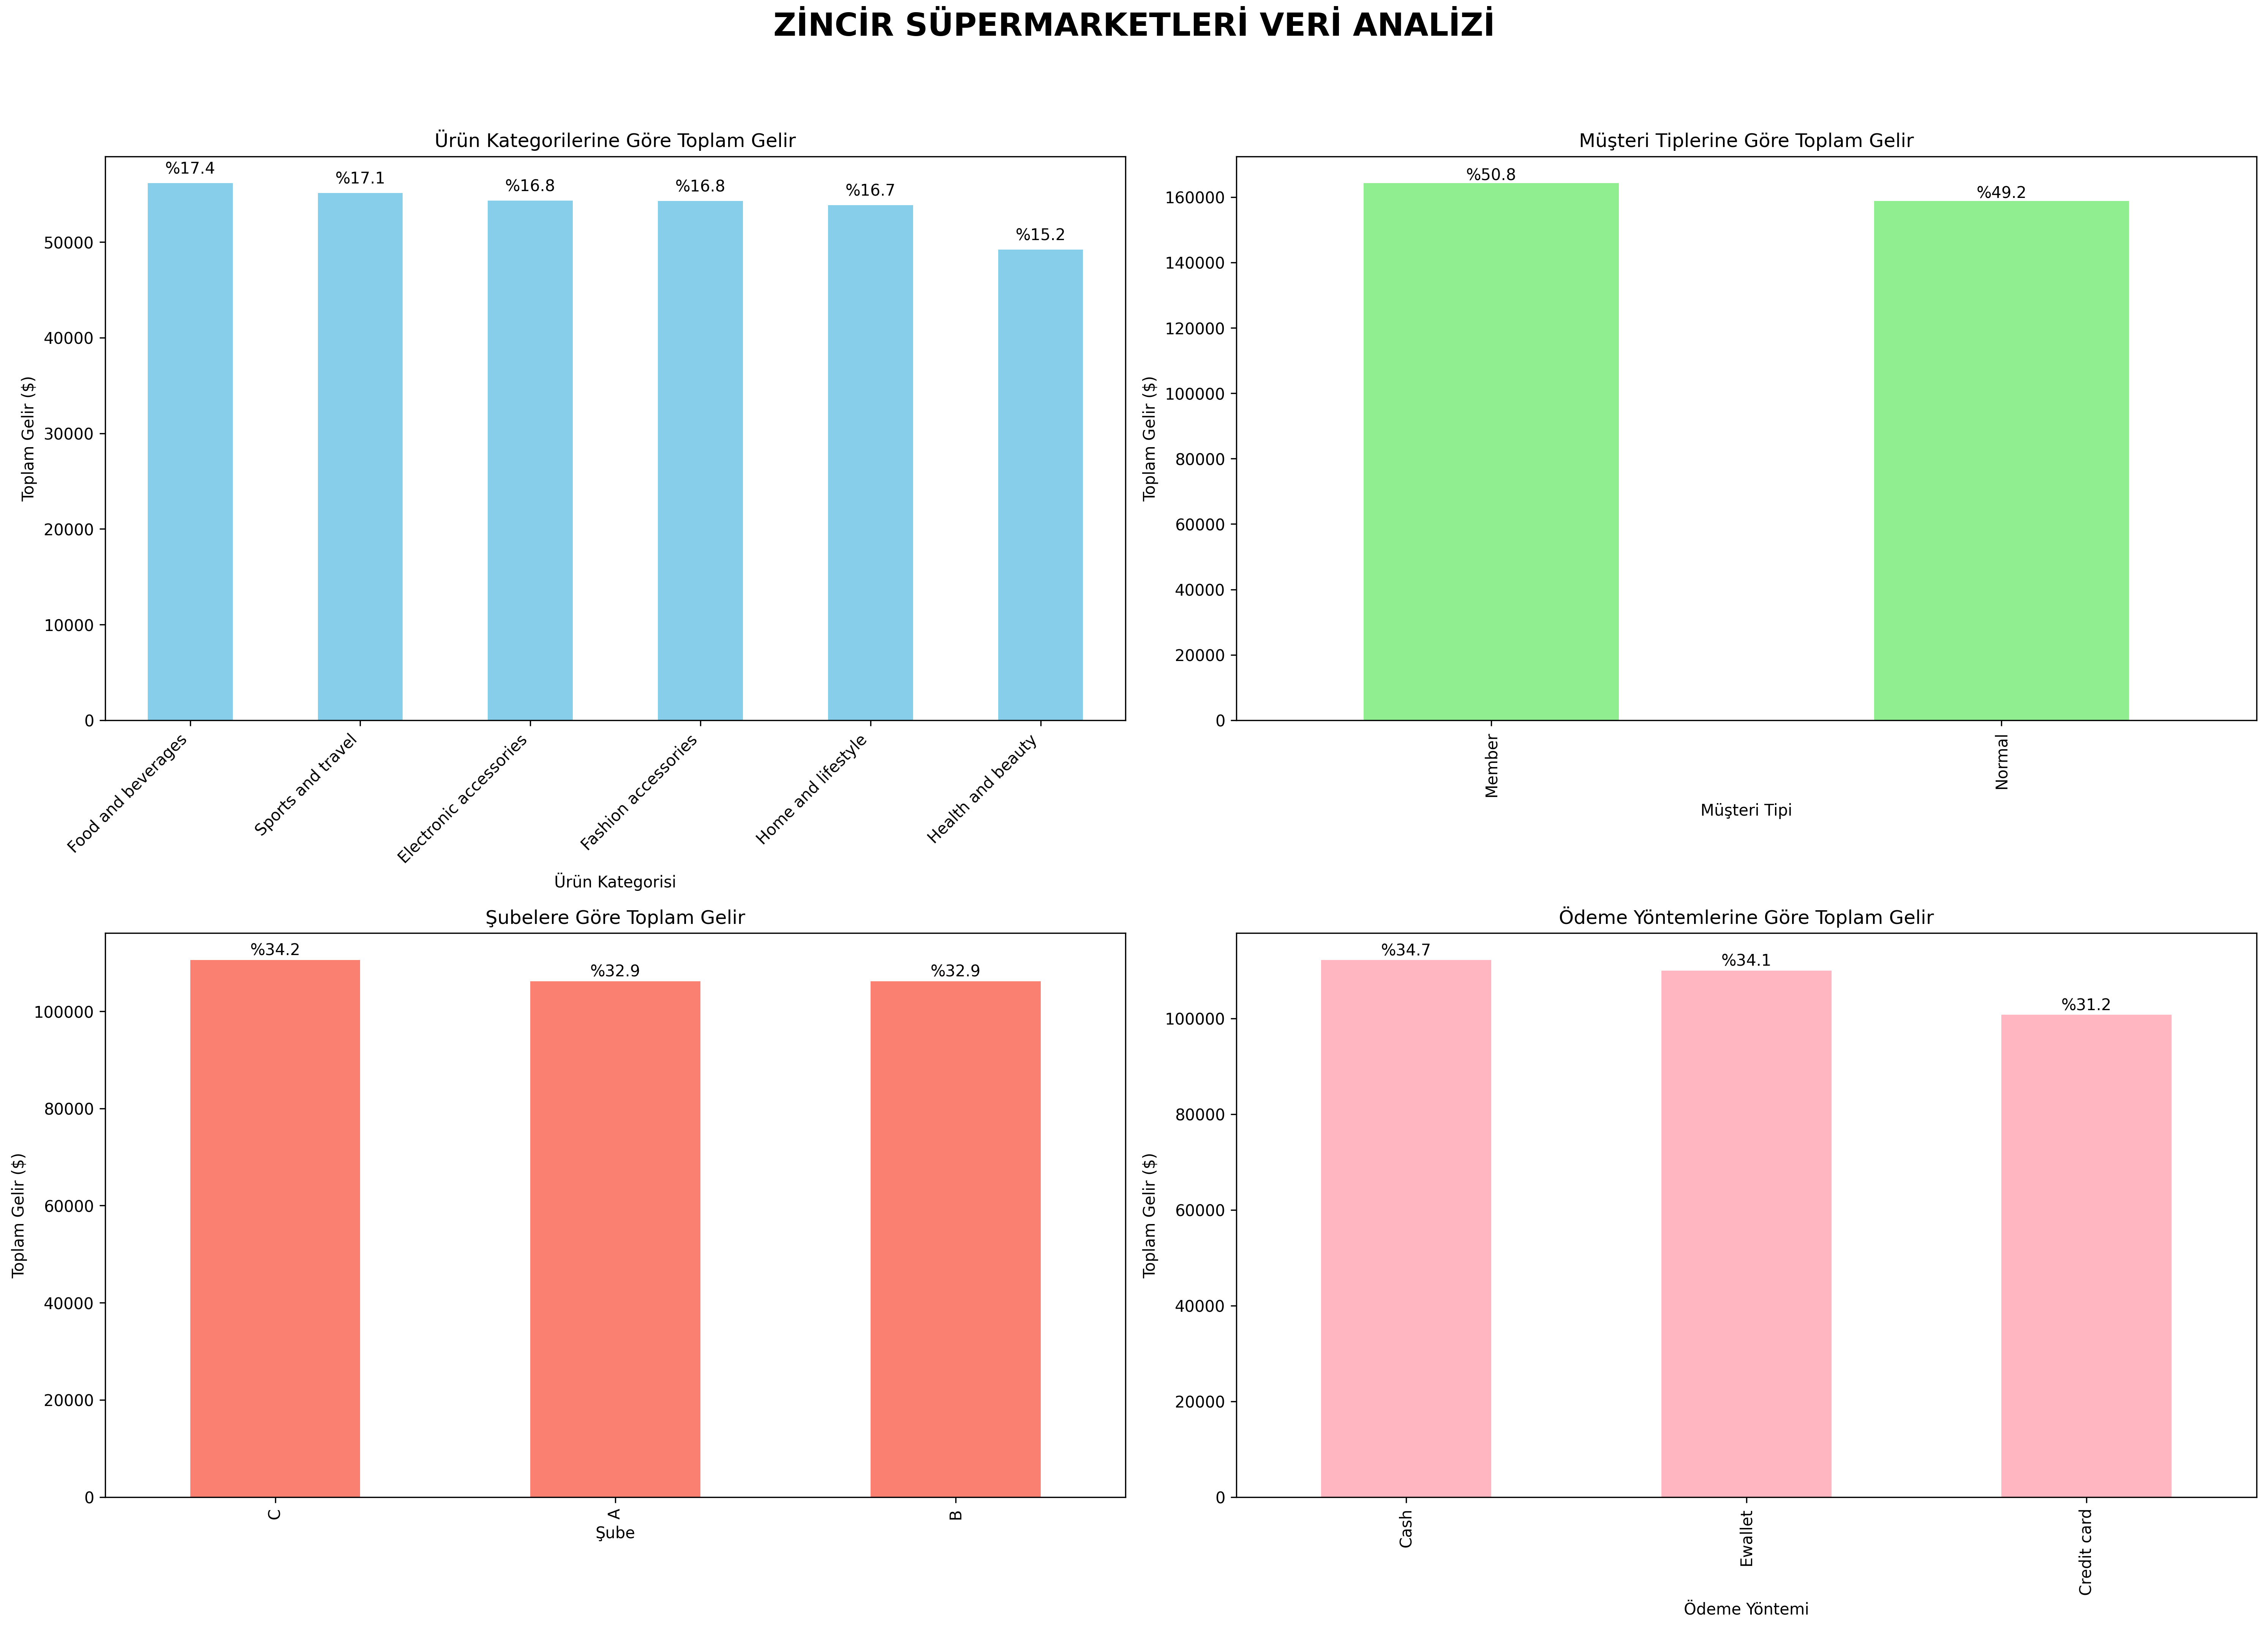 ZİNCİR SÜPERMARKETLERİ VERİ ANALİZİ
Ürün Kategorilerine Göre Toplam Gelir
%17.4
%17.1
%16.8
%16.8
%16.7
%15.2
Toplam Gelir ($)
50000
40000
30000
20000
10000
0
Food and beverages
Sports and travel
Electronic accessories
Fashion accessories
Home and lifestyle
Health and beauty
Ürün Kategorisi
Müşteri Tiplerine Göre Toplam Gelir
%50.8
%49.2
Toplam Gelir ($)
160000
140000
120000
100000
80000
60000
40000
20000
0
Member
Normal
Müşteri Tipi
Şubelere Göre Toplam Gelir
%34.2
%32.9
%32.9
Toplam Gelir ($)
100000
80000
60000
40000
20000
0
C
A
B
Şube
Ödeme Yöntemlerine Göre Toplam Gelir
%34.7
%34.1
%31.2
Toplam Gelir ($)
100000
80000
60000
40000
20000
0
Cash
Ewallet
Credit card
Ödeme Yöntemi